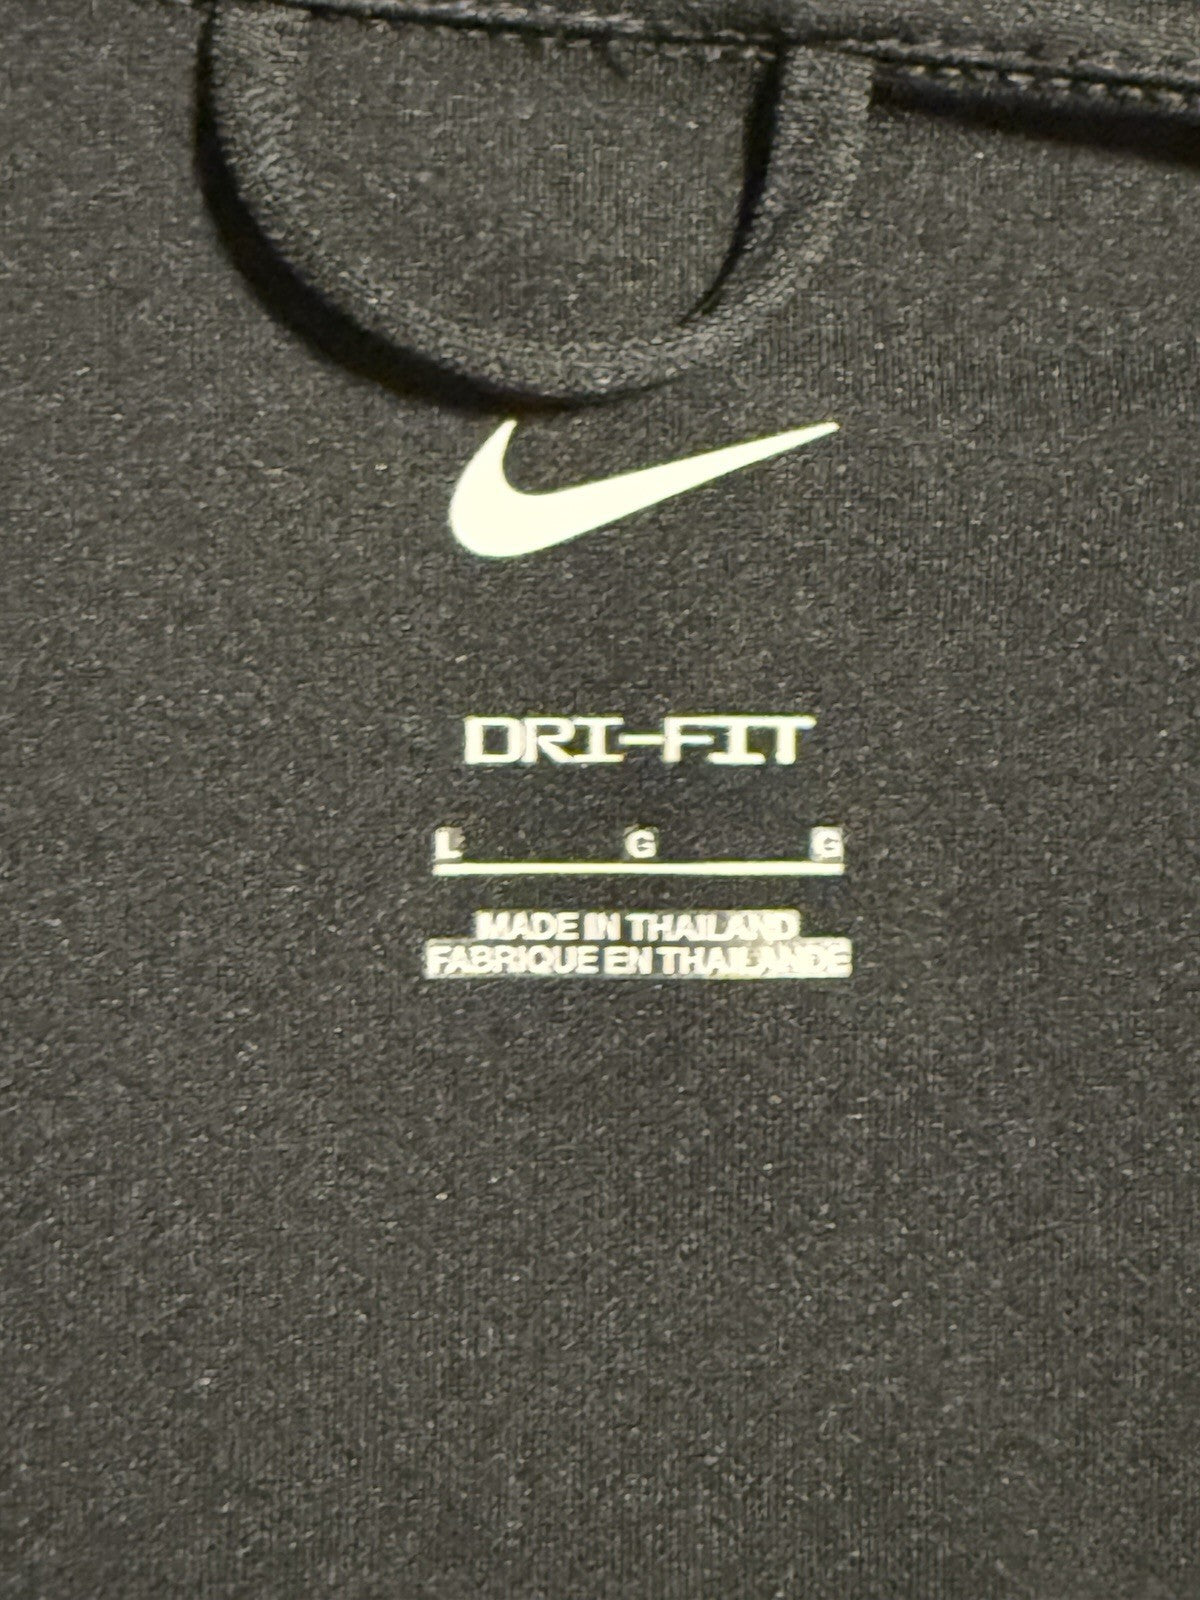 DRI-FIT
L G G
MADE IN THAILAND
FABRIQUE EN THAILANDE